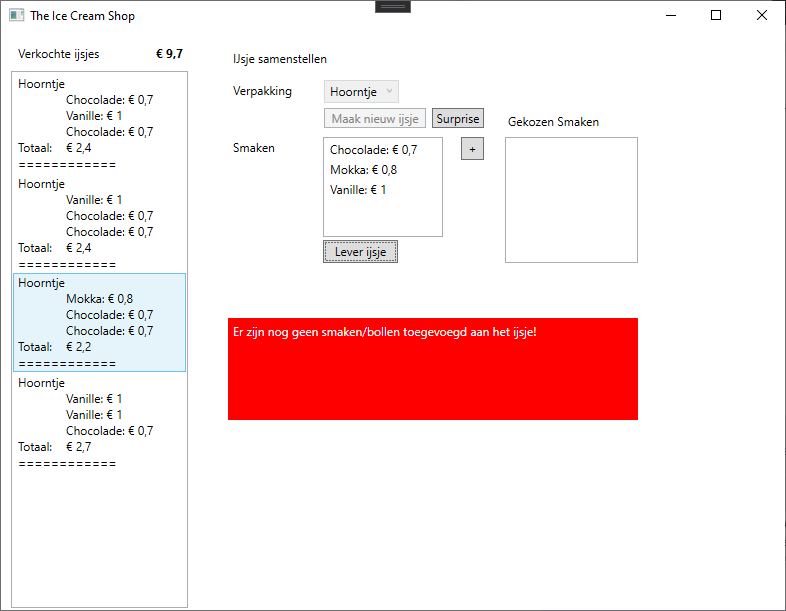 The Ice Cream Shop
Verkochte ijsjes € 9,7
Hoorntje
Chocolade: € 0,7
Vanille: € 1
Chocolade: € 0,7
Totaal: € 2,4
============
Hoorntje
Vanille: € 1
Chocolade: € 0,7
Chocolade: € 0,7
Totaal: € 2,4
============
Hoorntje
Mokka: € 0,8
Chocolade: € 0,7
Chocolade: € 0,7
Totaal: € 2,2
============
Hoorntje
Vanille: € 1
Vanille: € 1
Chocolade: € 0,7
Totaal: € 2,7
============
IJsje samenstellen
Verpakking Hoorntje
Maak nieuw ijsje Surprise
Smaken
Chocolade: € 0,7
Mokka: € 0,8
Vanille: € 1
+
Gekozen Smaken
Lever ijsje
Er zijn nog geen smaken/bollen toegevoegd aan het ijsje!